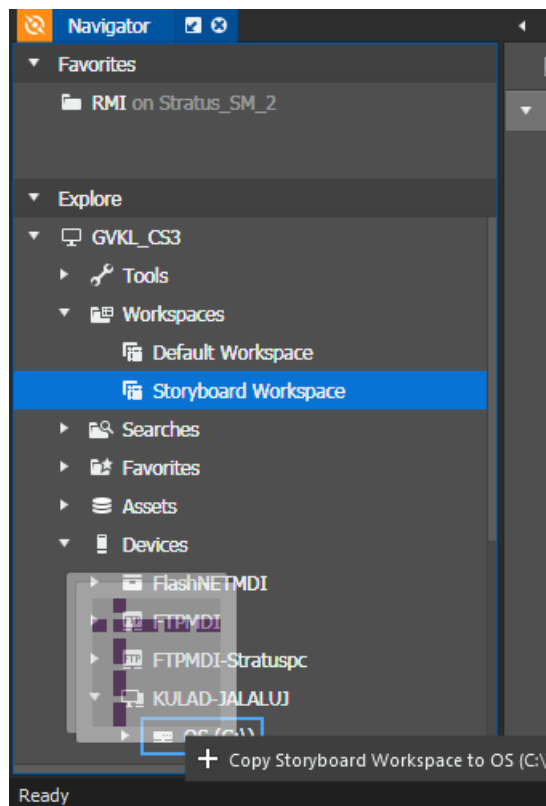 Navigator
Favorites
RMI on Stratus_SM_2
Explore
GVKL_CS3
Tools
Workspaces
Default Workspace
Storyboard Workspace
Searches
Favorites
Assets
Devices
FlashNETMDI
FTPMDI
FTPMDI-Stratuspc
KULAD-JALALUJ
OS (C:\)
Copy Storyboard Workspace to OS (C:\
Ready